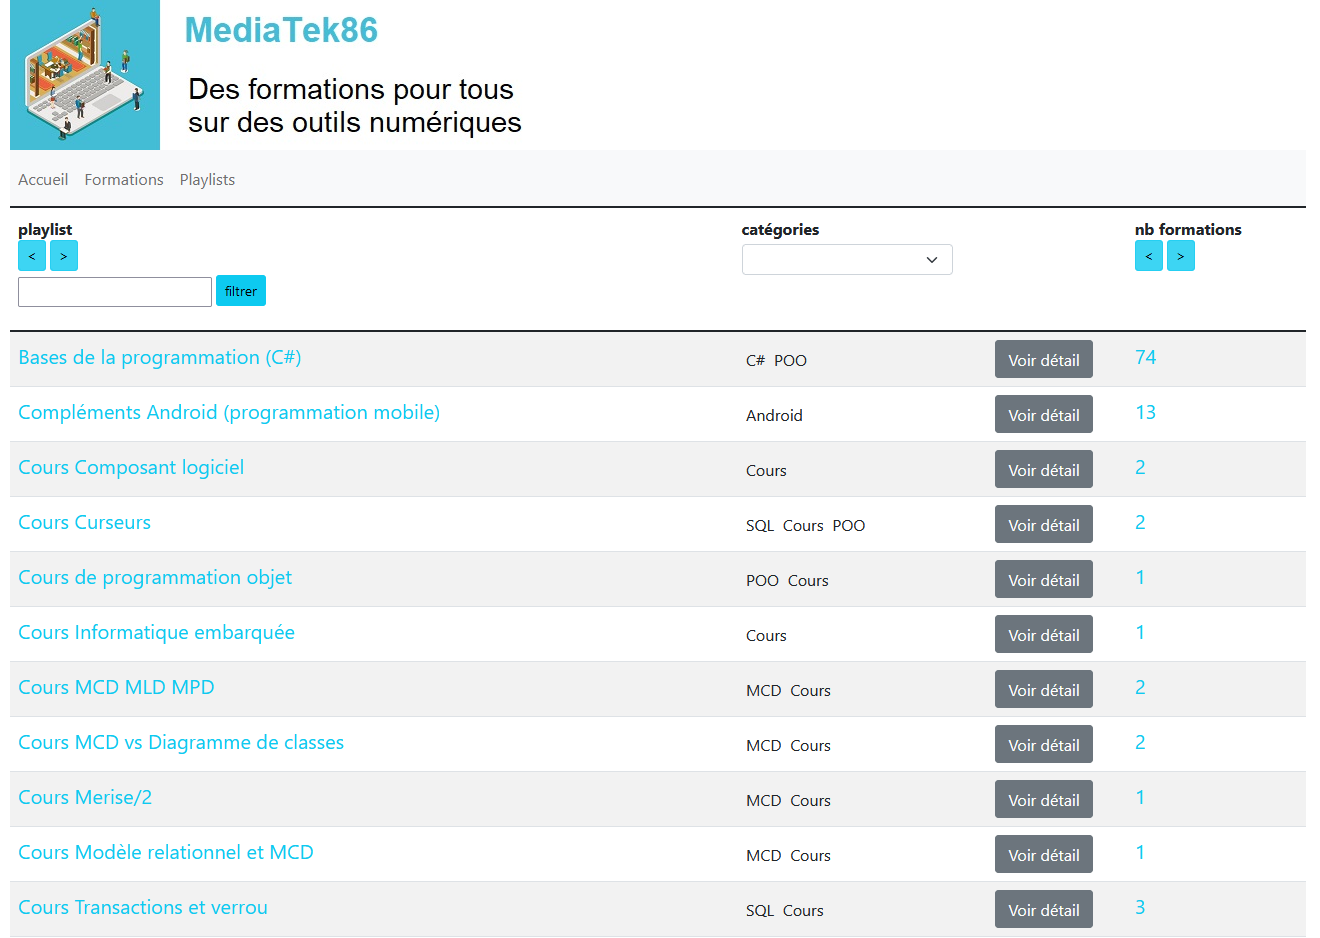 MediaTek86
Des formations pour tous
sur des outils numériques
Accueil Formations Playlists
playlist catégories nb formations
< > < >
filtrer
Bases de la programmation (C#) C# POO Voir détail 74
Compléments Android (programmation mobile) Android Voir détail 13
Cours Composant logiciel Cours Voir détail 2
Cours Curseurs SQL Cours POO Voir détail 2
Cours de programmation objet POO Cours Voir détail 1
Cours Informatique embarquée Cours Voir détail 1
Cours MCD MLD MPD MCD Cours Voir détail 2
Cours MCD vs Diagramme de classes MCD Cours Voir détail 2
Cours Merise/2 MCD Cours Voir détail 1
Cours Modèle relationnel et MCD MCD Cours Voir détail 1
Cours Transactions et verrou SQL Cours Voir détail 3